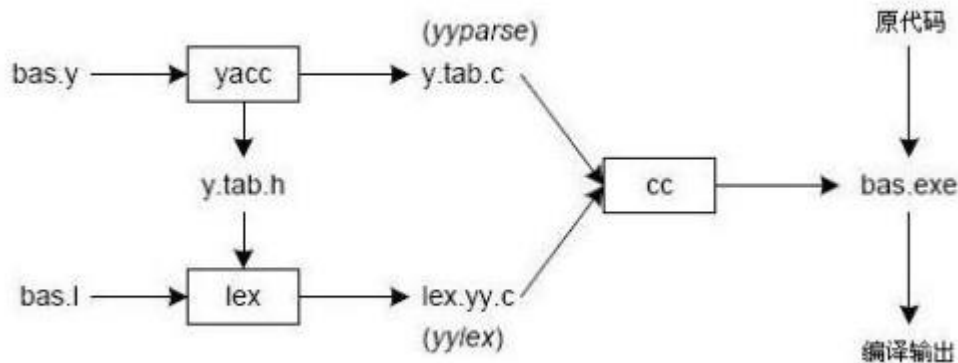 (yyparse)
原代码
bas.y
yacc
y.tab.c
y.tab.h
cc
bas.exe
bas.l
lex
lex.yy.c
(yylex)
编译输出